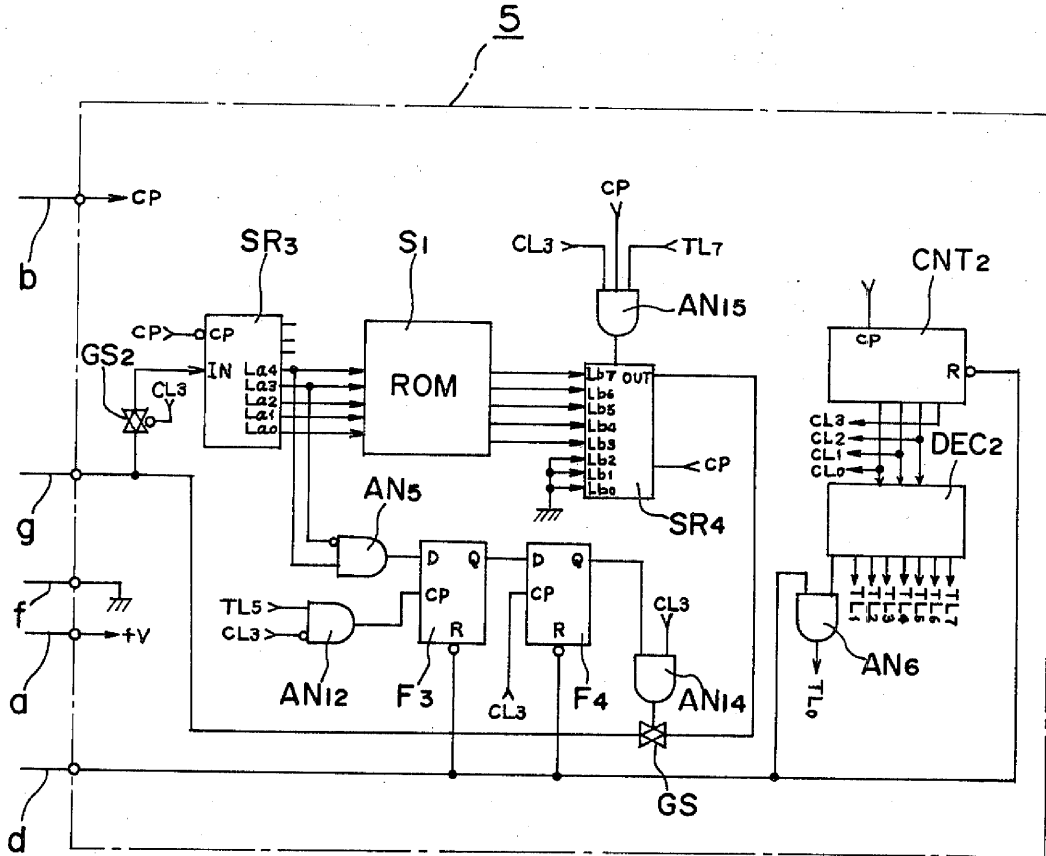 5
CP
b
SR3
S1
CP
CL3
TL7
CNT2
AN15
CP
CP
GS2
CL3
IN
La4
La3
La2
La1
La0
ROM
Lb7
OUT
Lb6
Lb5
Lb4
Lb3
Lb2
Lb1
Lb0
CP
SR4
CP
R
CL3
CL2
CL1
CL0
DEC2
g
AN5
D
Q
D
Q
f
TL5
CL3
CP
CP
CL3
TL1
TL2
TL3
TL4
TL5
TL6
TL7
a
+V
R
R
AN12
F3
CL3
F4
AN14
AN6
TL0
d
GS